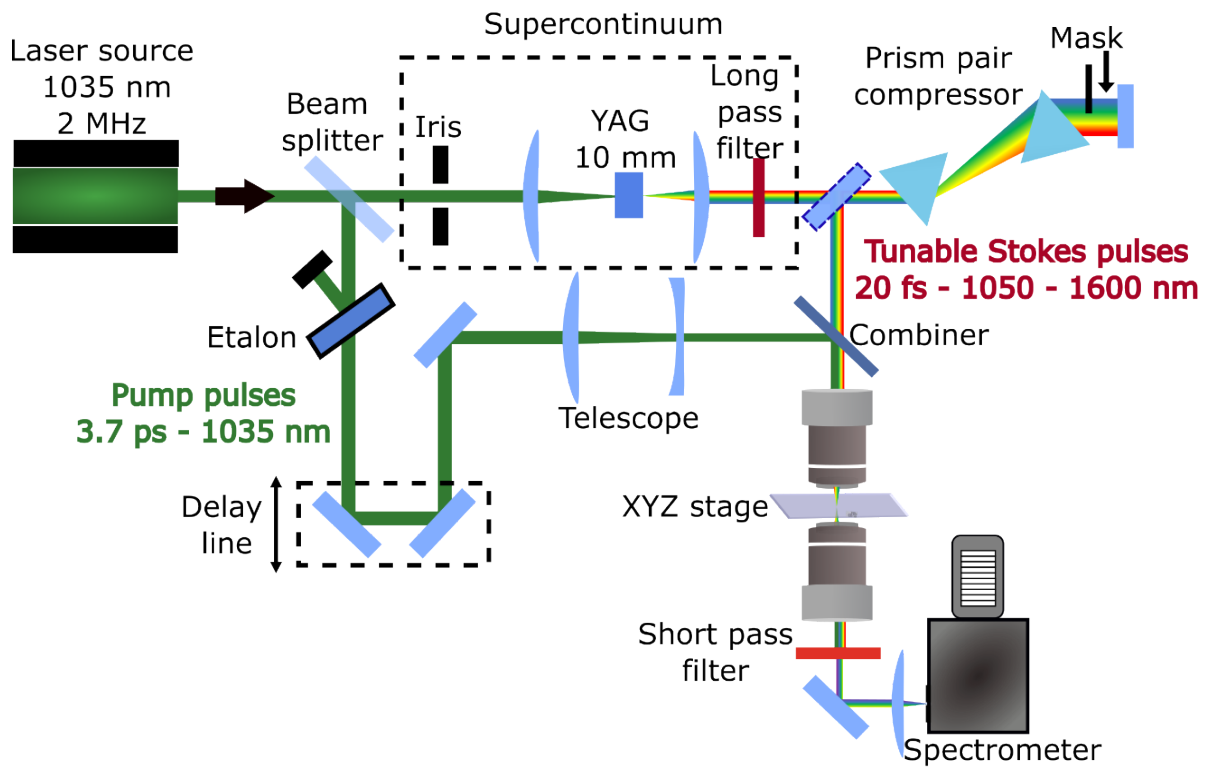 Supercontinuum
Laser source
1035 nm
2 MHz
Beam
splitter
Iris
YAG
10 mm
Long
pass
filter
Prism pair
compressor
Mask
Tunable Stokes pulses
20 fs - 1050 - 1600 nm
Etalon
Combiner
Pump pulses
3.7 ps - 1035 nm
Telescope
Delay
line
XYZ stage
Short pass
filter
Spectrometer